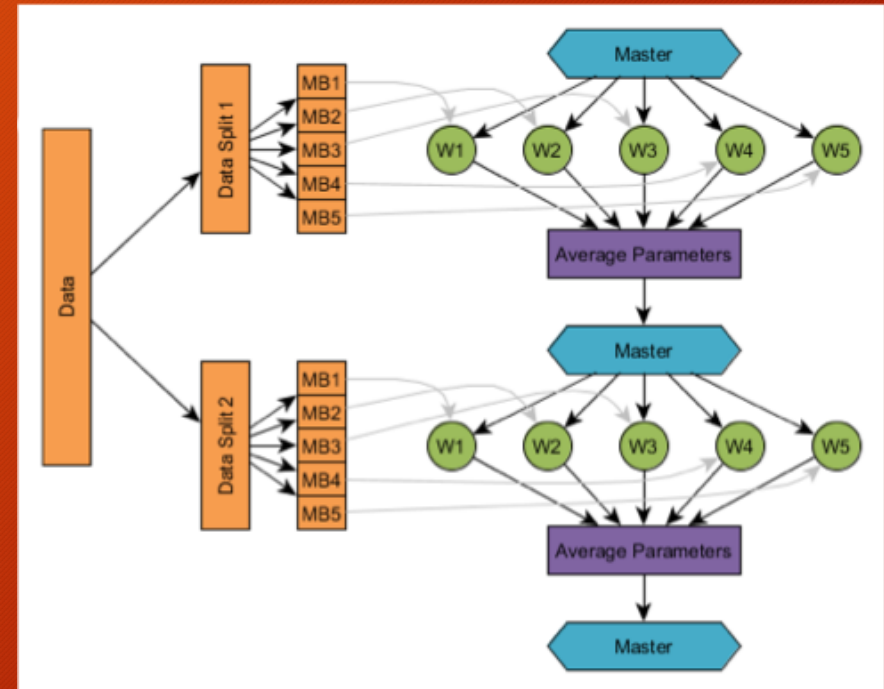 Data
Data Split 1
MB1
MB2
MB3
MB4
MB5
Master
W1
W2
W3
W4
W5
Average Parameters
Master
Data Split 2
MB1
MB2
MB3
MB4
MB5
W1
W2
W3
W4
W5
Average Parameters
Master